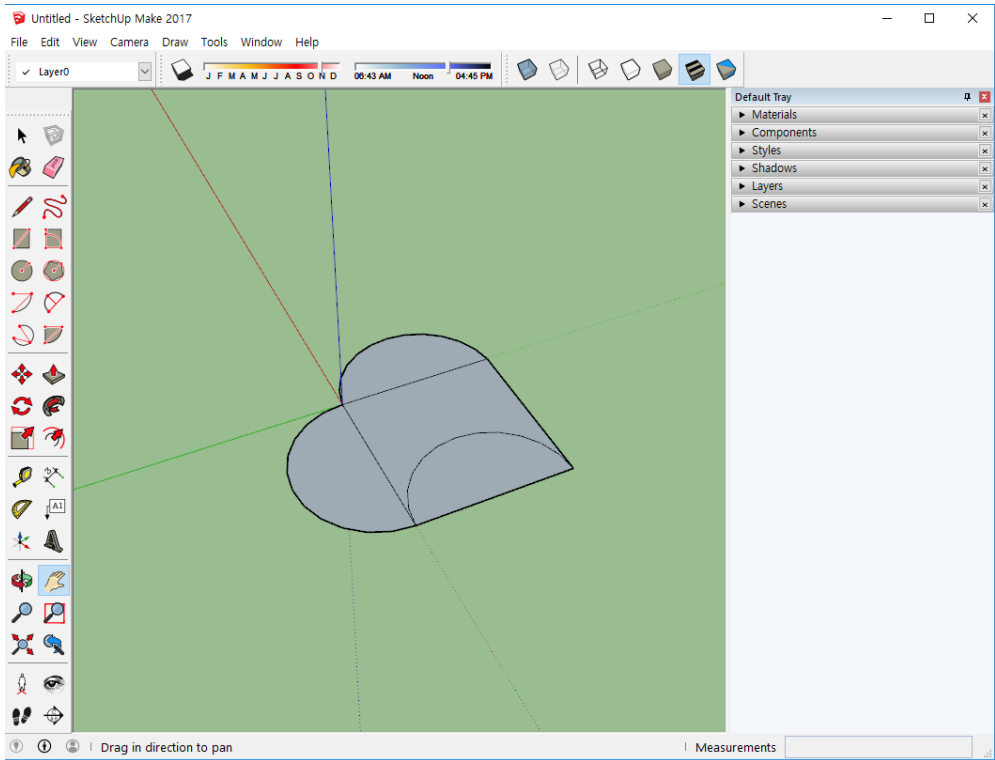 Untitled - SketchUp Make 2017
File Edit View Camera Draw Tools Window Help
Layer0
J F M A M J J A S O N D
06:43 AM Noon 04:45 PM
Default Tray
Materials
Components
Styles
Shadows
Layers
Scenes
A1
Drag in direction to pan
Measurements